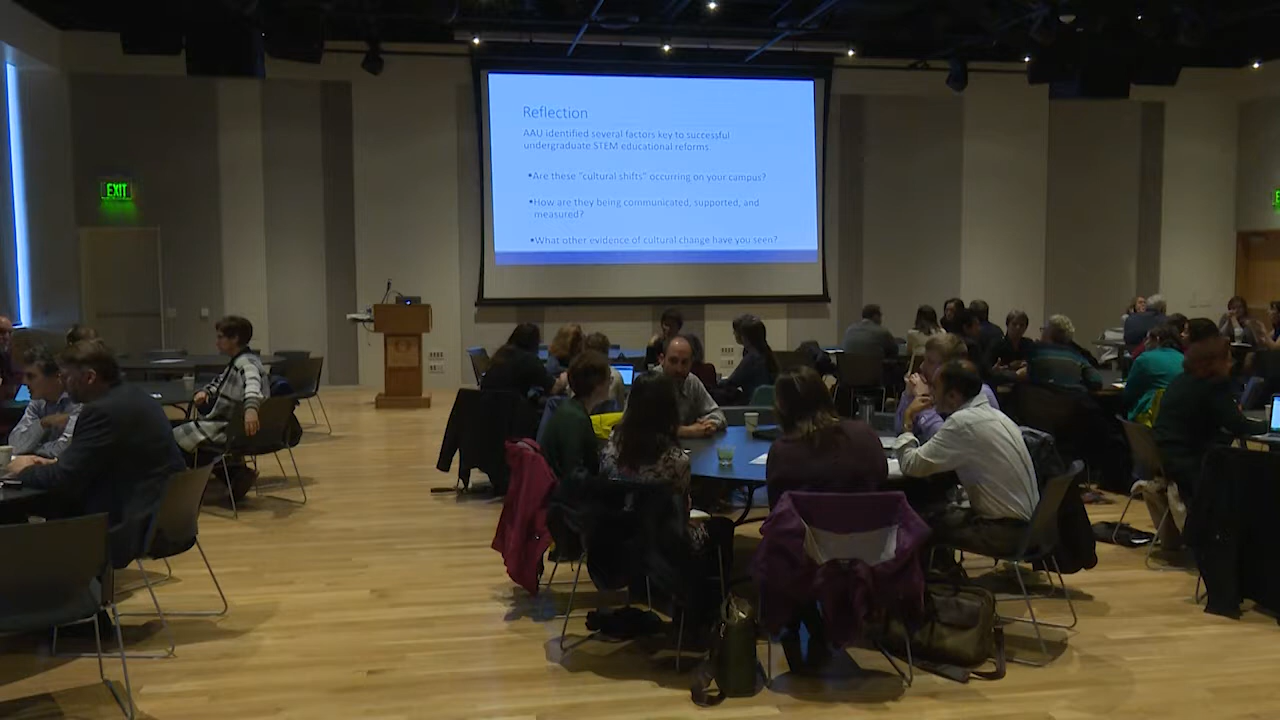 Reflection
AAU identified several factors key to successful
undergraduate STEM educational reforms.
•Are these "cultural shifts" occurring on your campus?
•How are they being communicated, supported, and
measured?
•What other evidence of cultural change have you seen?
EXIT